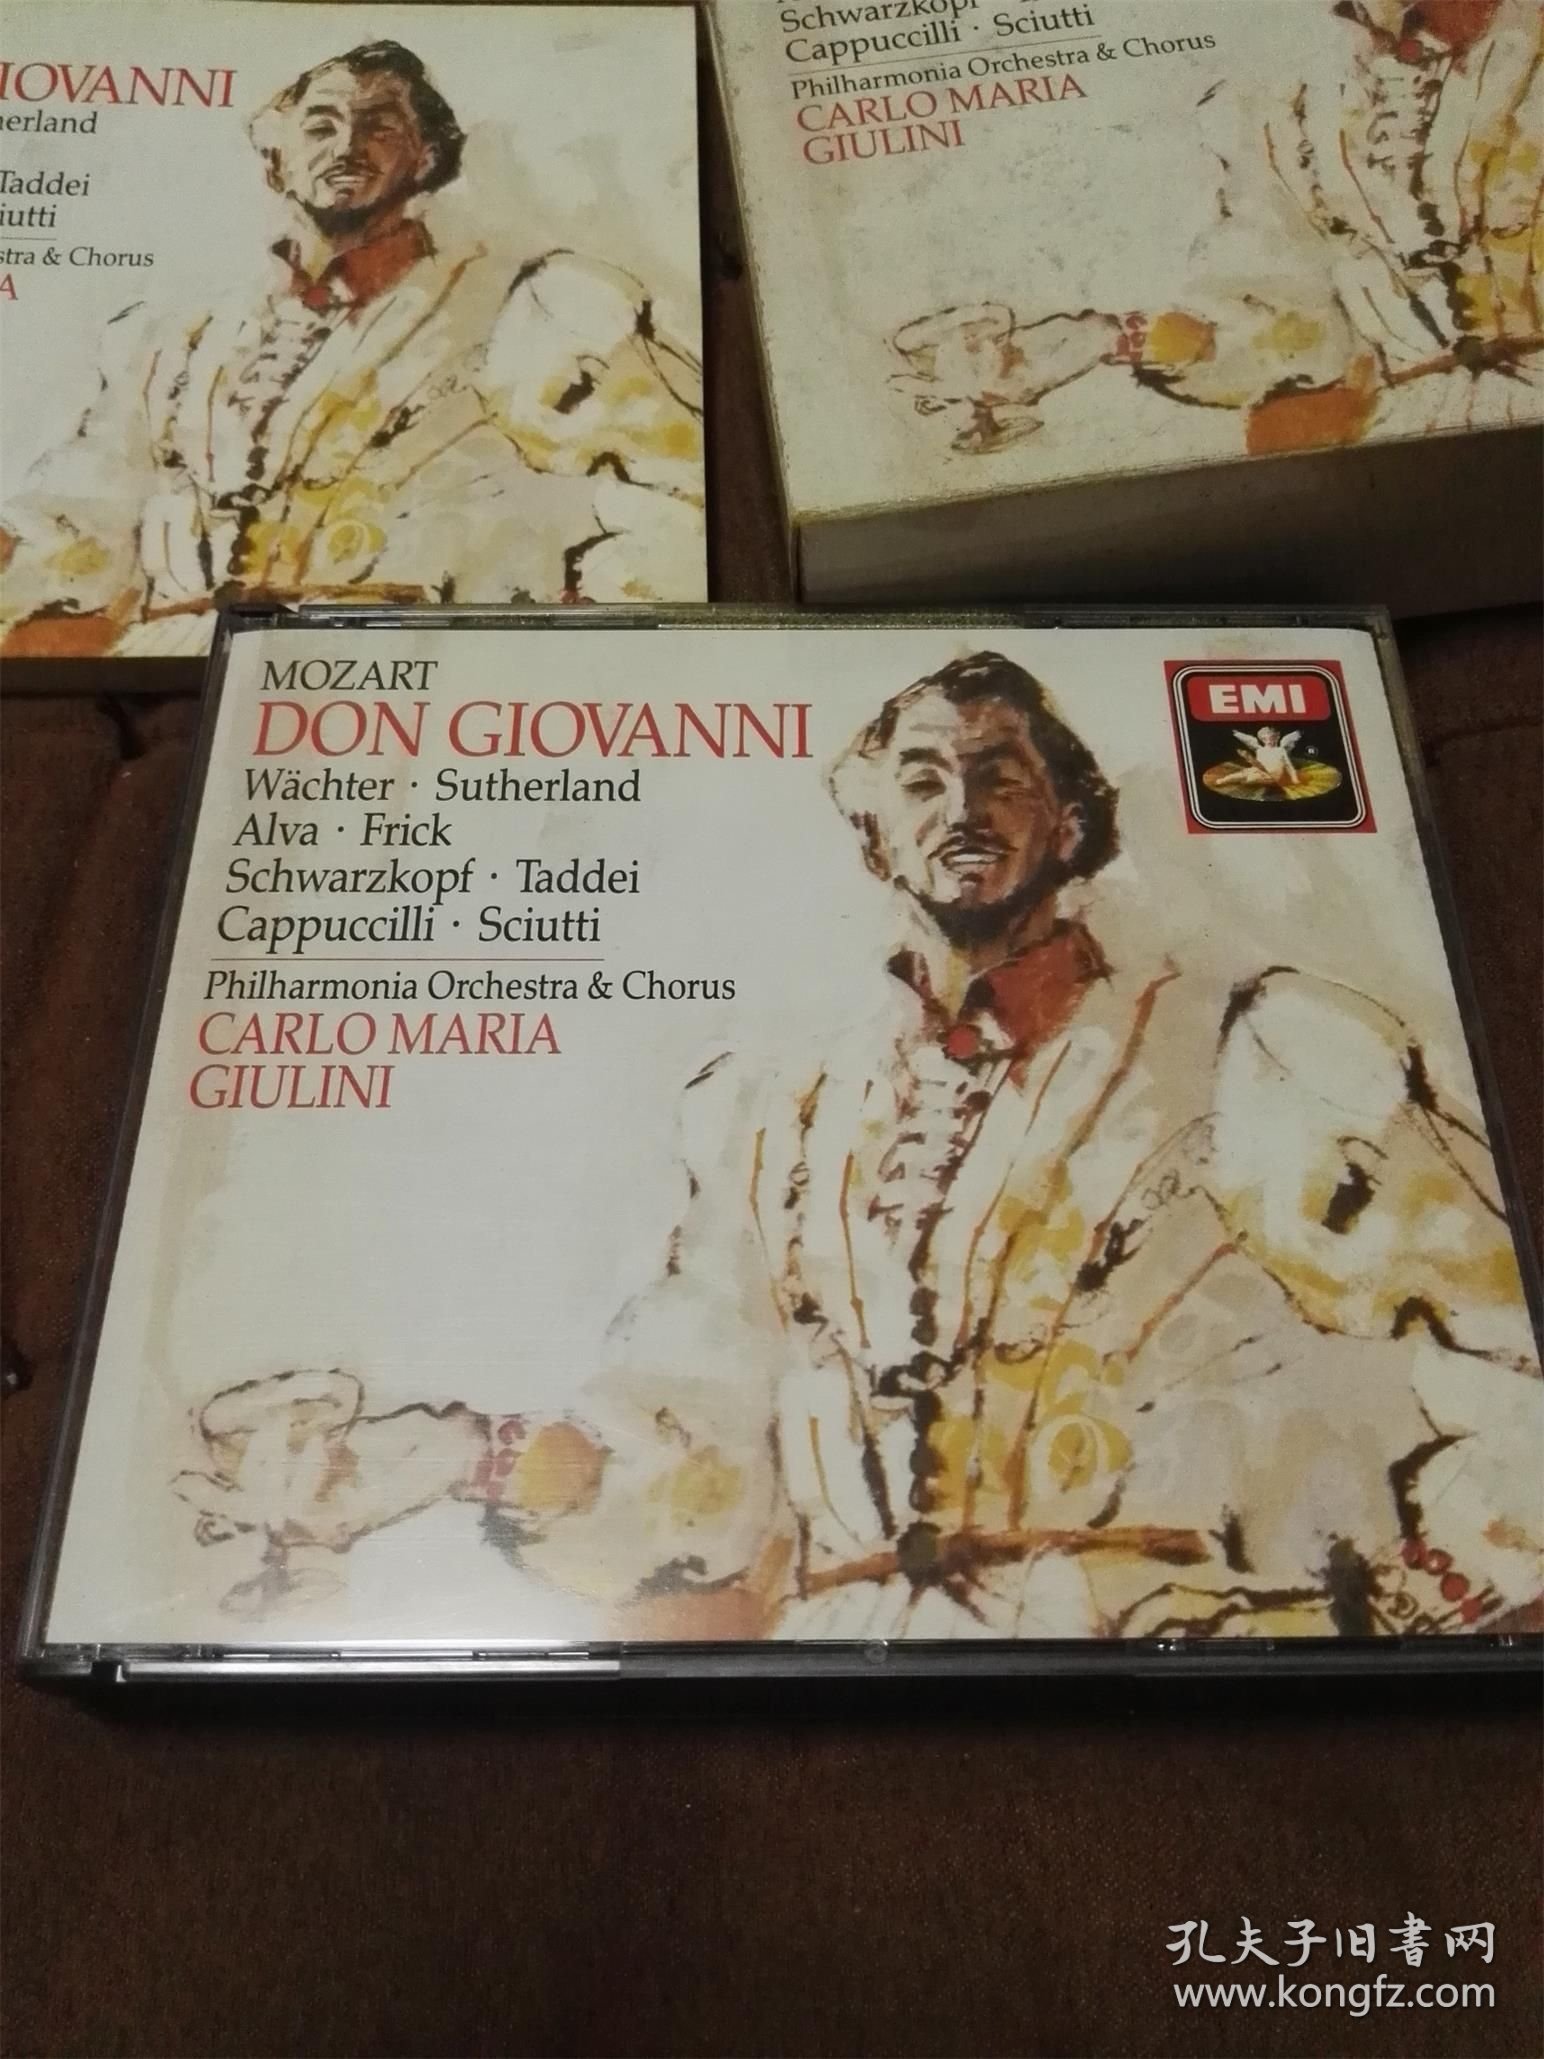 IOVANNI
herland
Taddei
iutti
stra & Chorus
A
Schwarzkopf
Cappuccilli · Sciutti
Philharmonia Orchestra & Chorus
CARLO MARIA
GIULINI
MOZART
DON GIOVANNI
Wächter · Sutherland
Alva · Frick
Schwarzkopf · Taddei
Cappuccilli · Sciutti
Philharmonia Orchestra & Chorus
CARLO MARIA
GIULINI
EMI
®
孔夫子旧书网
www.kongfz.com